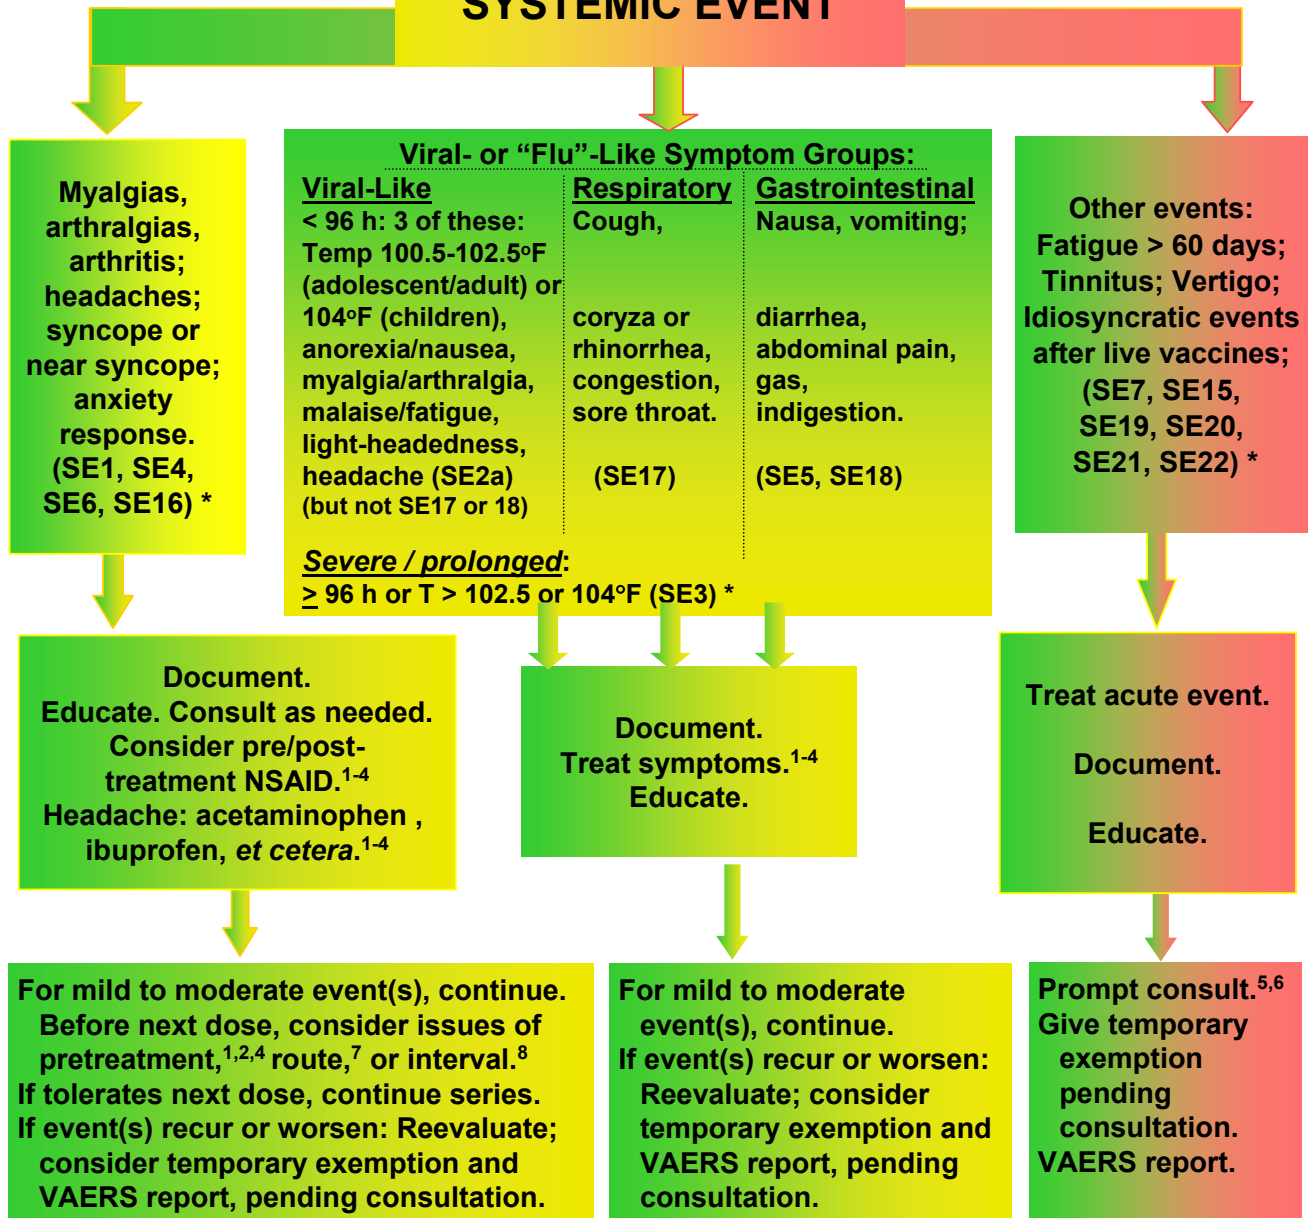 SYSTEMIC EVENT
Myalgias,
arthralgias,
arthritis;
headaches;
syncope or
near syncope;
anxiety
response.
(SE1, SE4,
SE6, SE16) *
Viral- or “Flu”-Like Symptom Groups:
Viral-Like
< 96 h: 3 of these:
Temp 100.5-102.5ºF
(adolescent/adult) or
104ºF (children),
anorexia/nausea,
myalgia/arthralgia,
malaise/fatigue,
light-headedness,
headache (SE2a)
(but not SE17 or 18)
Respiratory
Cough,
coryza or
rhinorrhea,
congestion,
sore throat.
(SE17)
Gastrointestinal
Nausa, vomiting;
diarrhea,
abdominal pain,
gas,
indigestion.
(SE5, SE18)
Severe / prolonged:
≥ 96 h or T > 102.5 or 104ºF (SE3) *
Other events:
Fatigue > 60 days;
Tinnitus; Vertigo;
Idiosyncratic events
after live vaccines;
(SE7, SE15,
SE19, SE20,
SE21, SE22) *
Document.
Educate. Consult as needed.
Consider pre/post-
treatment NSAID.1-4
Headache: acetaminophen ,
ibuprofen, et cetera.1-4
Document.
Treat symptoms.1-4
Educate.
Treat acute event.
Document.
Educate.
For mild to moderate event(s), continue.
Before next dose, consider issues of
pretreatment,1,2,4 route,7 or interval.8
If tolerates next dose, continue series.
If event(s) recur or worsen: Reevaluate;
consider temporary exemption and
VAERS report, pending consultation.
For mild to moderate
event(s), continue.
If event(s) recur or worsen:
Reevaluate; consider
temporary exemption and
VAERS report, pending
consultation.
Prompt consult.5,6
Give temporary
exemption
pending
consultation.
VAERS report.